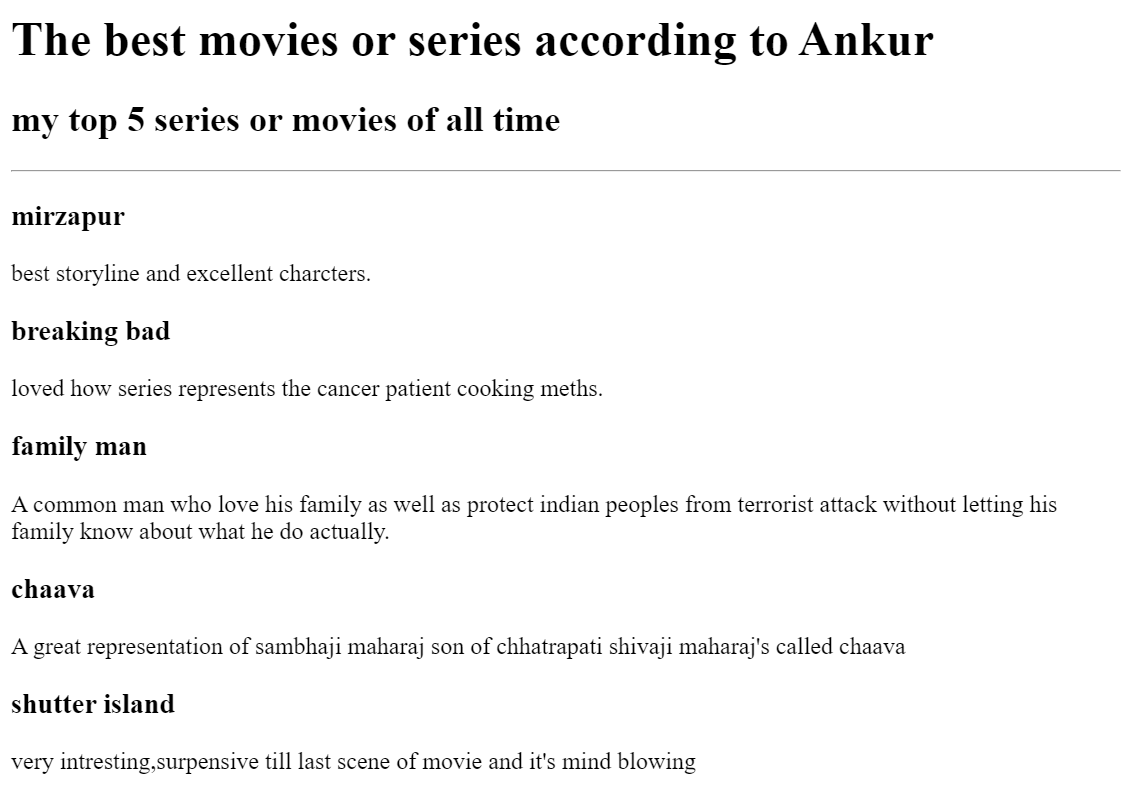 The best movies or series according to Ankur
my top 5 series or movies of all time
mirzapur
best storyline and excellent charcters.
breaking bad
loved how series represents the cancer patient cooking meths.
family man
A common man who love his family as well as protect indian peoples from terrorist attack without letting his
family know about what he do actually.
chaava
A great representation of sambhaji maharaj son of chhatrapati shivaji maharaj's called chaava
shutter island
very intresting,surpensive till last scene of movie and it's mind blowing